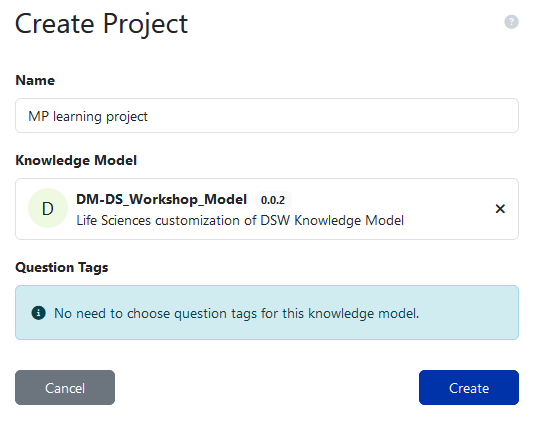 Create Project
?
Name
MP learning project
Knowledge Model
D
DM-DS_Workshop_Model 0.0.2
Life Sciences customization of DSW Knowledge Model
×
Question Tags
No need to choose question tags for this knowledge model.
Cancel
Create